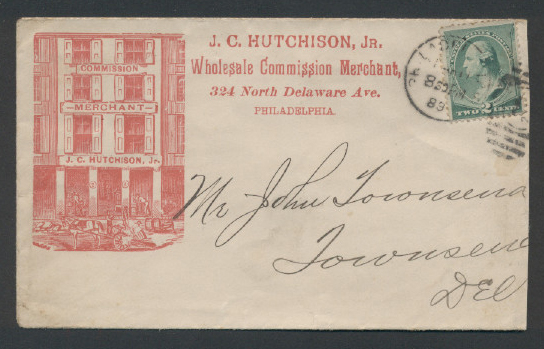 J. C. HUTCHISON, Jr.
Wholesale Commission Merchant,
324 North Delaware Ave.
PHILADELPHIA.
COMMISSION
MERCHANT
J. C. HUTCHISON, Jr.
TWO CENTS
Mr John Townsend
Townsend
Del